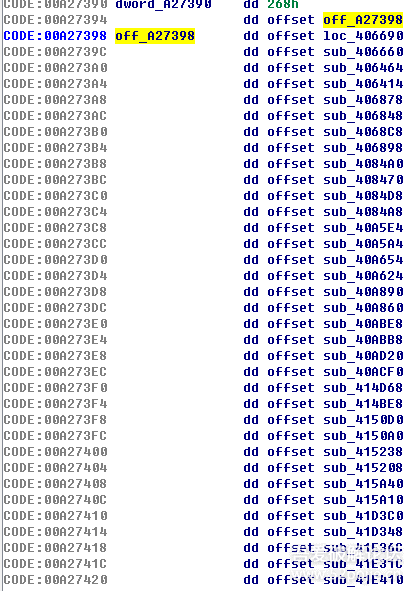 CODE:00A27390 dword_A27390 dd 268h
CODE:00A27394 dd offset off_A27398
CODE:00A27398 off_A27398 dd offset loc_406690
CODE:00A2739C dd offset sub_406660
CODE:00A273A0 dd offset sub_406464
CODE:00A273A4 dd offset sub_406414
CODE:00A273A8 dd offset sub_406878
CODE:00A273AC dd offset sub_406848
CODE:00A273B0 dd offset sub_4068C8
CODE:00A273B4 dd offset sub_406898
CODE:00A273B8 dd offset sub_4084A0
CODE:00A273BC dd offset sub_408470
CODE:00A273C0 dd offset sub_4084D8
CODE:00A273C4 dd offset sub_4084A8
CODE:00A273C8 dd offset sub_40A5E4
CODE:00A273CC dd offset sub_40A5A4
CODE:00A273D0 dd offset sub_40A654
CODE:00A273D4 dd offset sub_40A624
CODE:00A273D8 dd offset sub_40A890
CODE:00A273DC dd offset sub_40A860
CODE:00A273E0 dd offset sub_40ABE8
CODE:00A273E4 dd offset sub_40ABB8
CODE:00A273E8 dd offset sub_40AD20
CODE:00A273EC dd offset sub_40ACF0
CODE:00A273F0 dd offset sub_414D68
CODE:00A273F4 dd offset sub_414BE8
CODE:00A273F8 dd offset sub_4150D0
CODE:00A273FC dd offset sub_4150A0
CODE:00A27400 dd offset sub_415238
CODE:00A27404 dd offset sub_415208
CODE:00A27408 dd offset sub_415A40
CODE:00A2740C dd offset sub_415A10
CODE:00A27410 dd offset sub_41D3C0
CODE:00A27414 dd offset sub_41D348
CODE:00A27418 dd offset sub_41E36C
CODE:00A2741C dd offset sub_41E31C
CODE:00A27420 dd offset sub_41E410